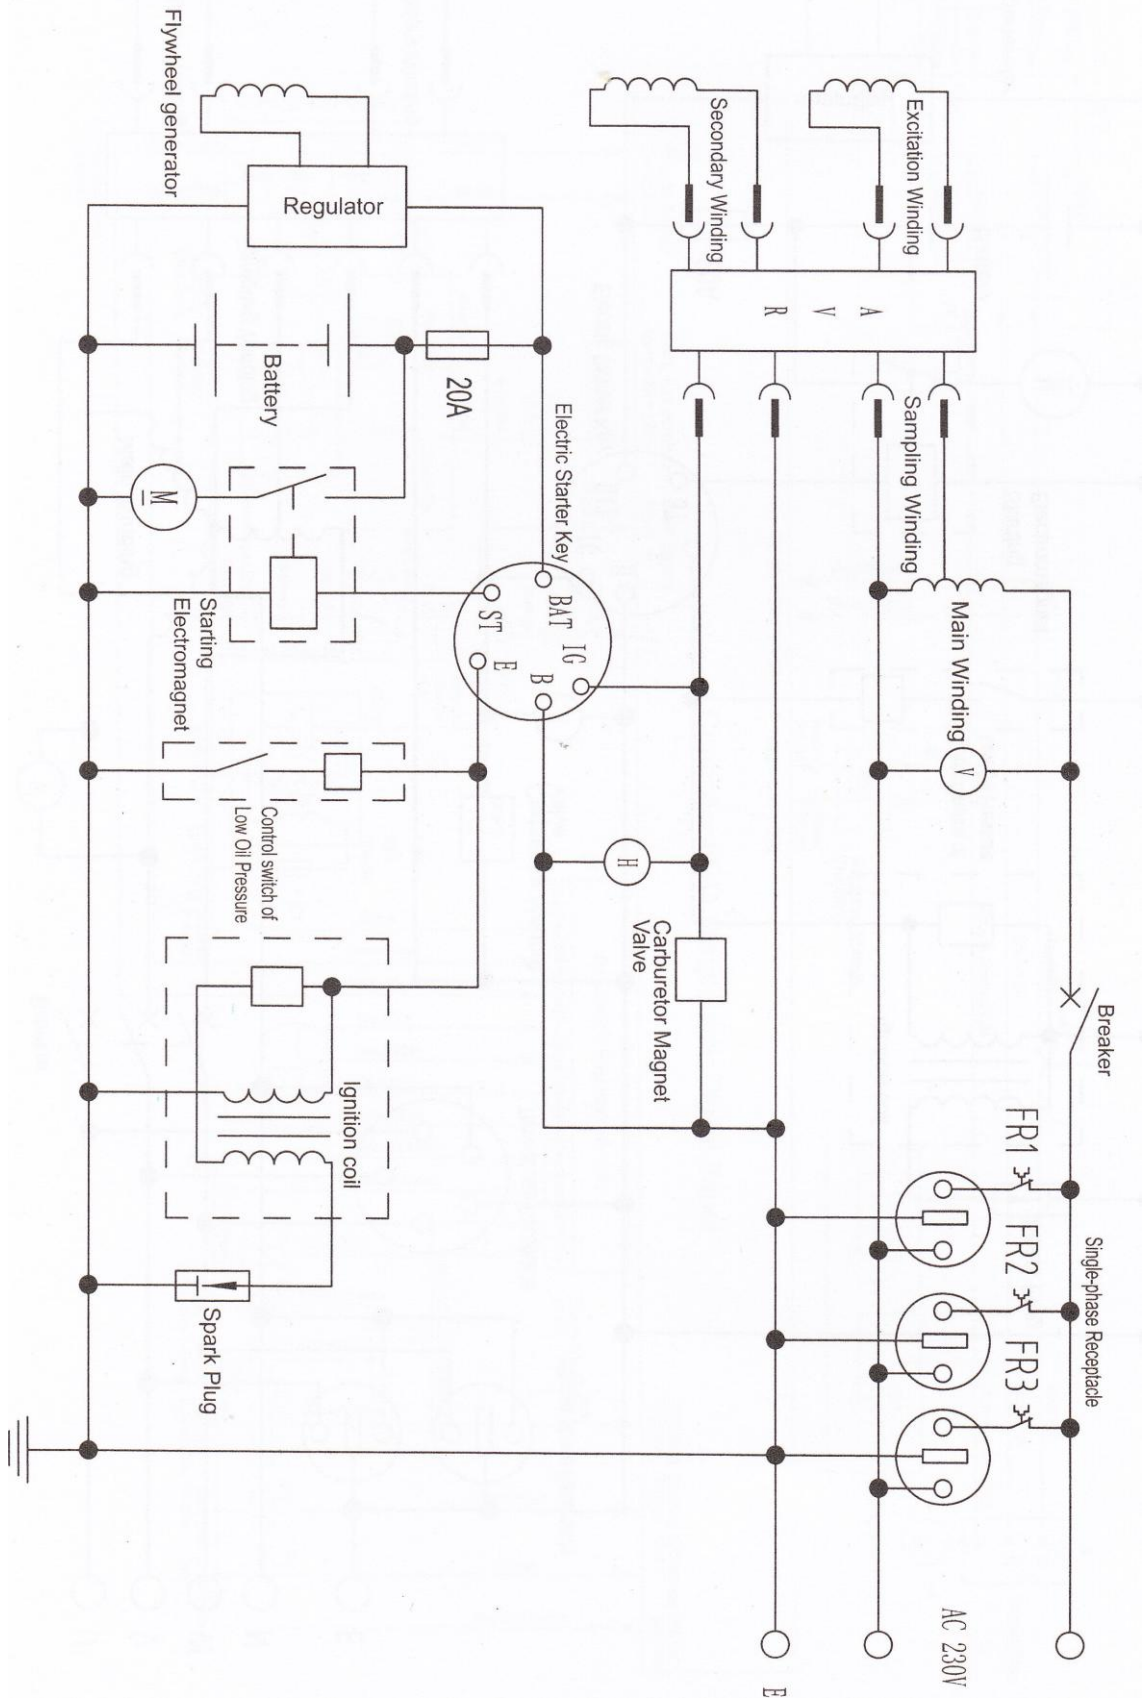 Flywheel generator
Regulator
Battery
20A
M
Starting
Electromagnet
Electric Starter Key
BAT
IG
ST
E
B
Control switch of
Low Oil Pressure
Ignition coil
Spark Plug
Secondary Winding
Excitation Winding
A V R
Sampling Winding
Main Winding
V
H
Carburetor Magnet
Valve
Breaker
FR1
FR2
FR3
Single-phase Receptacle
AC 230V
E